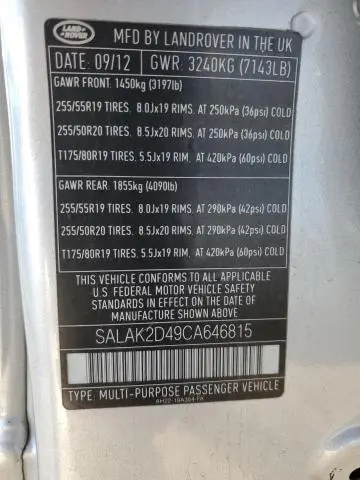 LAND ROVER
MFD BY LANDROVER IN THE UK
DATE: 09/12 GWR: 3240KG (7143LB)
GAWR FRONT: 1450kg (3197lb)
255/55R19 TIRES. 8.0Jx19 RIMS. AT 250kPa (36psi) COLD
255/50R20 TIRES. 8.5Jx20 RIMS. AT 250kPa (36psi) COLD
T175/80R19 TIRES. 5.5Jx19 RIM. AT 420kPa (60psi) COLD
GAWR REAR: 1855kg (4090lb)
255/55R19 TIRES. 8.0Jx19 RIMS. AT 290kPa (42psi) COLD
255/50R20 TIRES. 8.5Jx20 RIMS. AT 290kPa (42psi) COLD
T175/80R19 TIRES. 5.5Jx19 RIM. AT 420kPa (60psi) COLD
THIS VEHICLE CONFORMS TO ALL APPLICABLE
U.S. FEDERAL MOTOR VEHICLE SAFETY
STANDARDS IN EFFECT ON THE DATE OF
MANUFACTURE SHOWN ABOVE
SALAK2D49CA646815
TYPE: MULTI-PURPOSE PASSENGER VEHICLE
AH22-19A304-FA